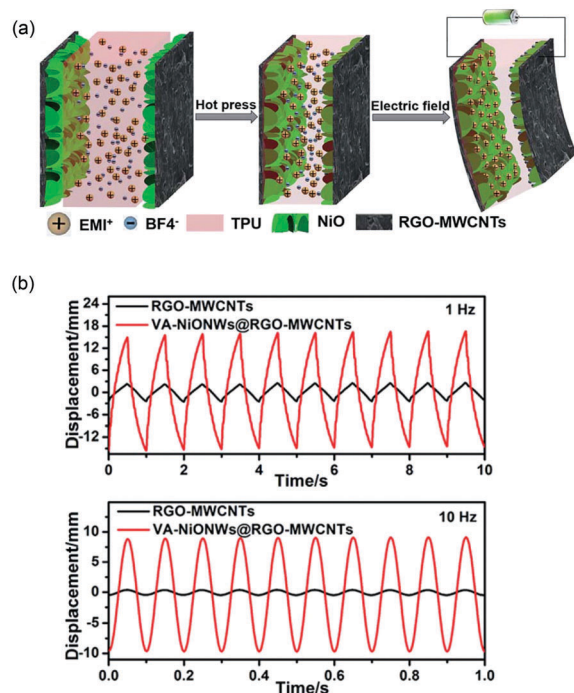 (a)
Hot press
Electric field
EMI+ BF4- TPU NiO RGO-MWCNTs
(b)
RGO-MWCNTs 1 Hz
VA-NiONWs@RGO-MWCNTs
Displacement/mm
24
18
12
6
0
-6
-12
0 2 4 6 8 10
Time/s
RGO-MWCNTs 10 Hz
VA-NiONWs@RGO-MWCNTs
Displacement/mm
10
5
0
-5
-10
0.0 0.2 0.4 0.6 0.8 1.0
Time/s